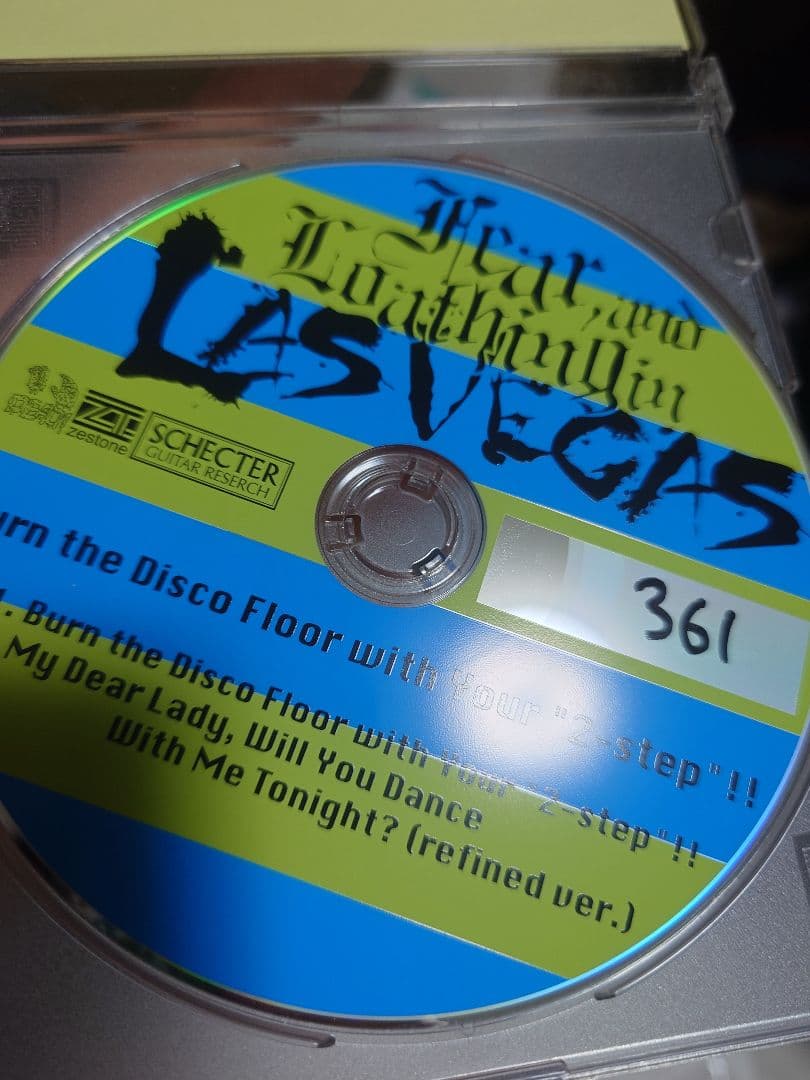 Fear, and
Loathing in
LAS VEGAS
Zestone
SCHECTER
GUITAR RESERCH
361
urn the Disco Floor with Your "2-step"!!
1. Burn the Disco Floor with Your "2-step"!!
My Dear Lady, Will You Dance
With Me Tonight? (refined ver.)